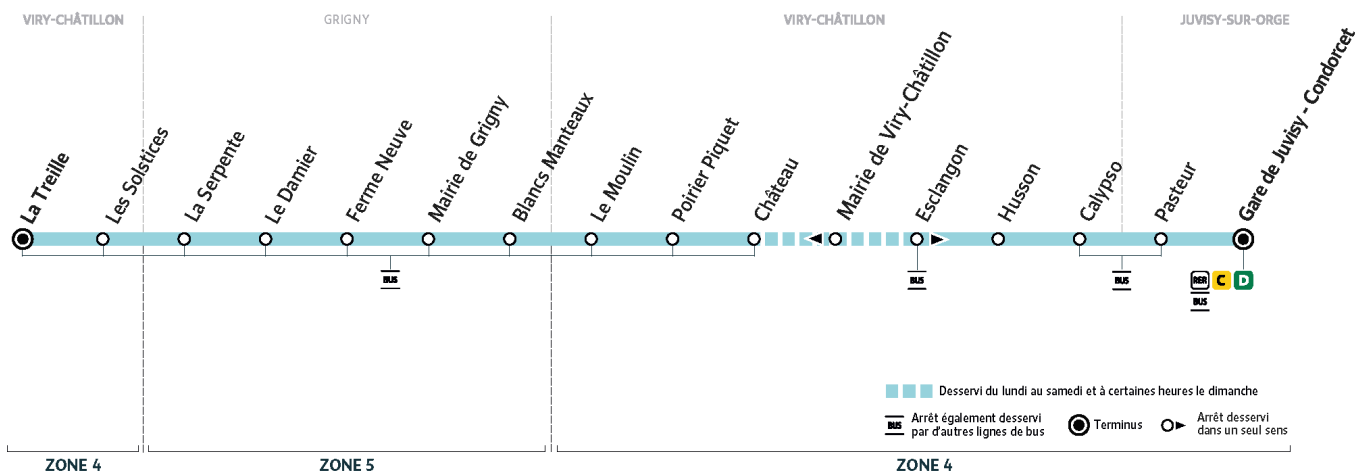 VIRY-CHÂTILLON
GRIGNY
VIRY-CHÂTILLON
JUVISY-SUR-ORGE
La Treille
Les Solstices
La Serpente
Le Damier
Ferme Neuve
Mairie de Grigny
Blancs Manteaux
Le Moulin
Poirier Piquet
Château
Mairie de Viry-Châtillon
Esclangon
Husson
Calypso
Pasteur
Gare de Juvisy - Condorcet
BUS
BUS
BUS
RER C D
BUS
Desservi du lundi au samedi et à certaines heures le dimanche
BUS
Arrêt également desservi
par d'autres lignes de bus
Terminus
Arrêt desservi
dans un seul sens
ZONE 4
ZONE 5
ZONE 4